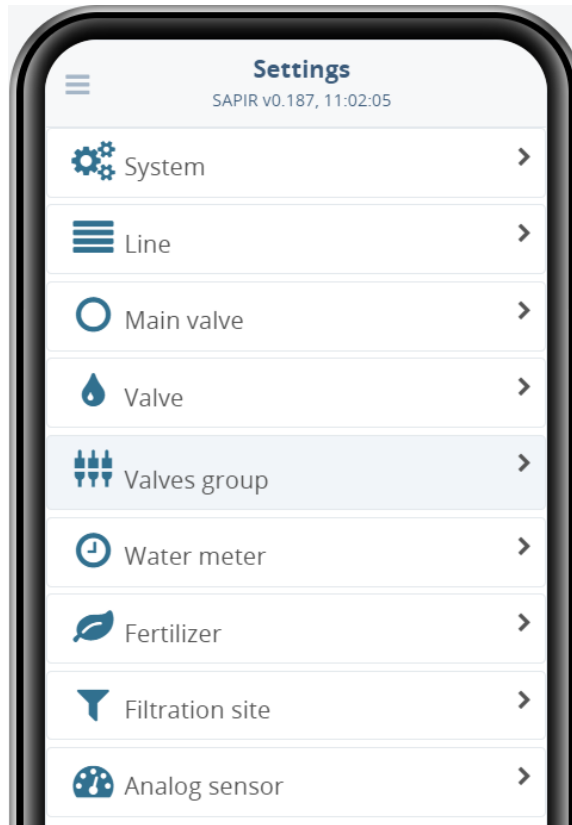 Settings
SAPIR v0.187, 11:02:05
System
Line
Main valve
Valve
Valves group
Water meter
Fertilizer
Filtration site
Analog sensor